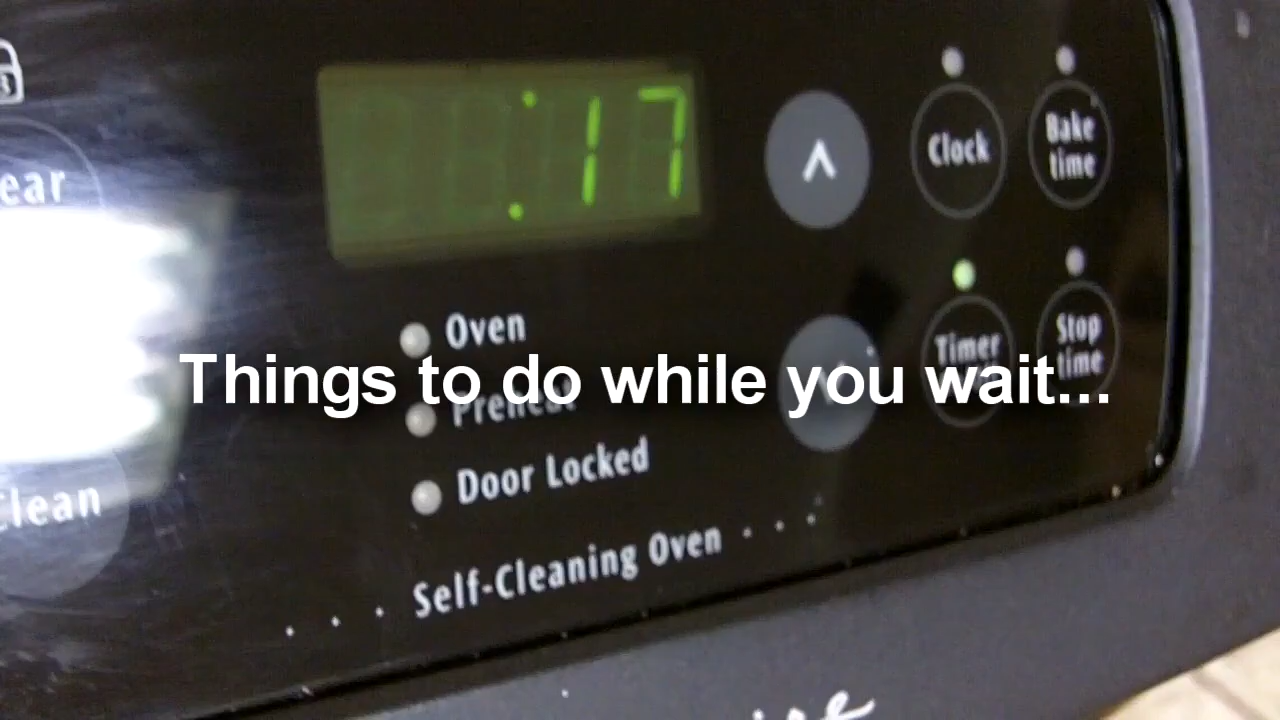 :17
ear
Clock
Bake
time
Oven
Timer
Stop
time
Things to do while you wait...
Preheat
Door Locked
Clean
Self-Cleaning Oven